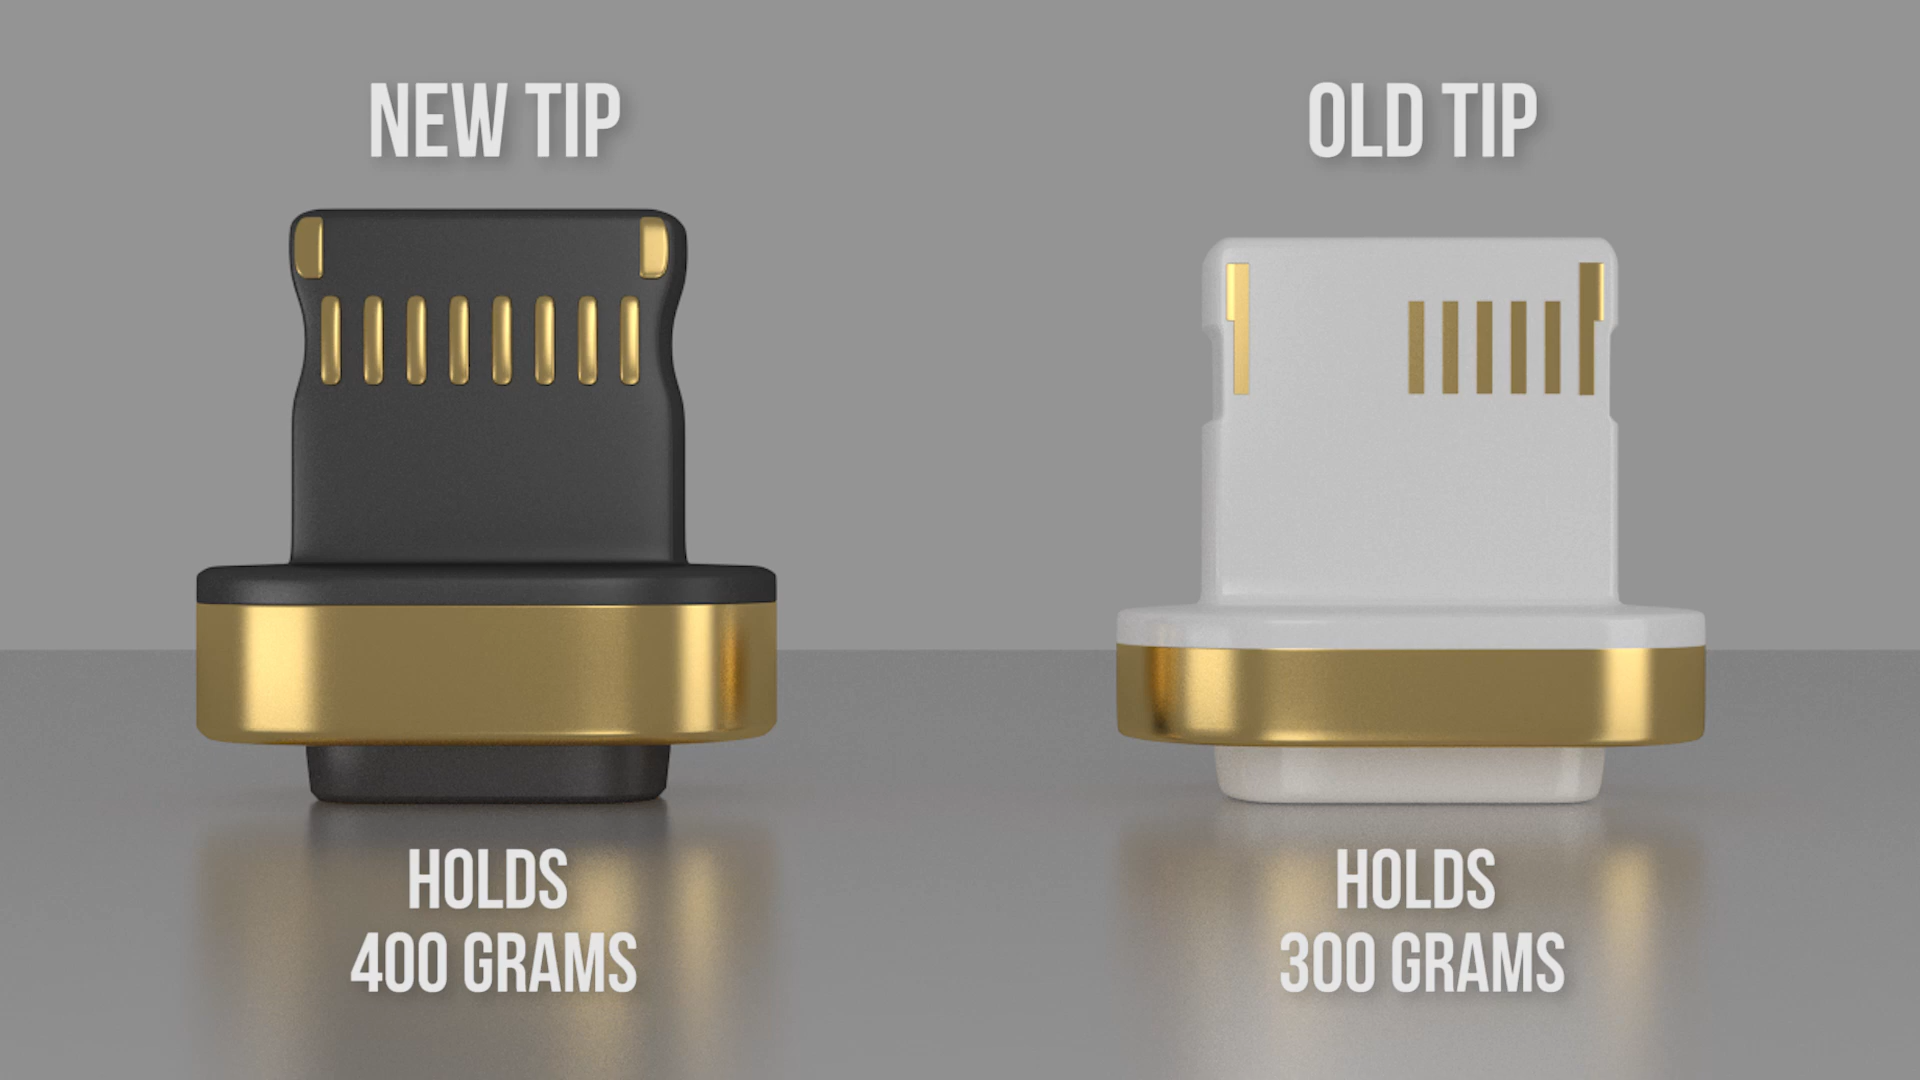 NEW TIP
OLD TIP
HOLDS
400 GRAMS
HOLDS
300 GRAMS